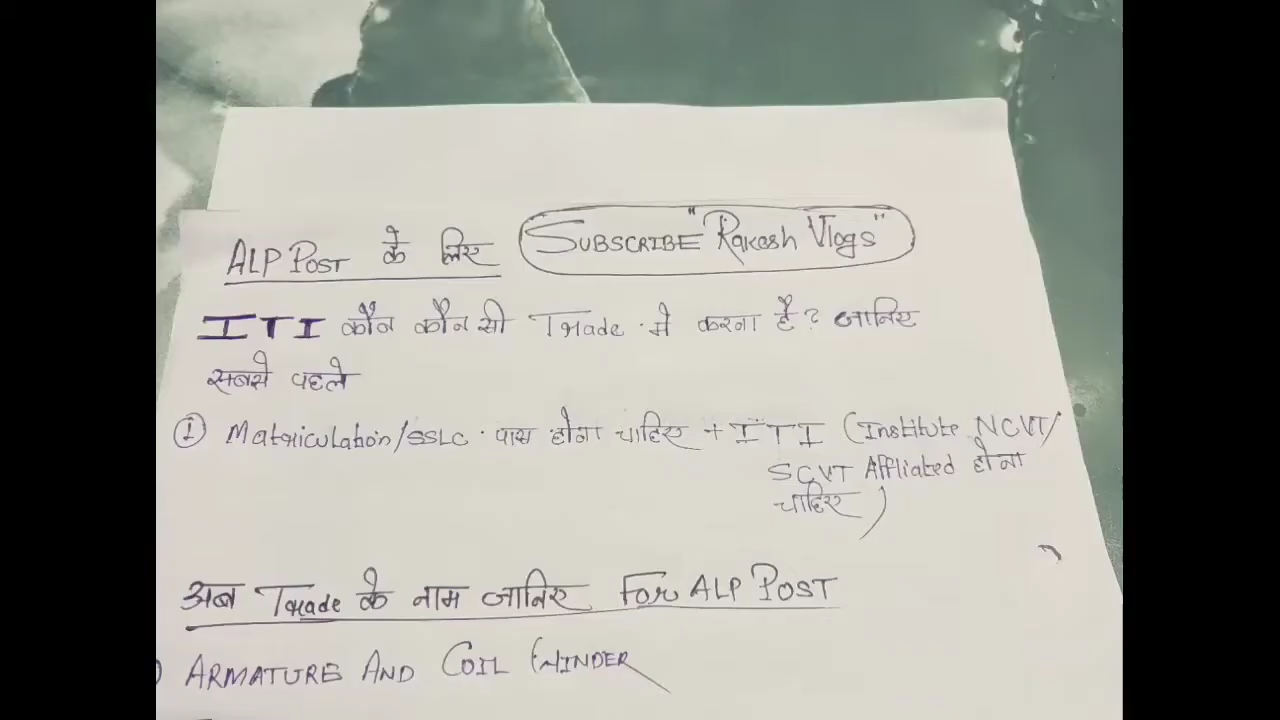 ALP POST के लिए SUBSCRIBE "Rakesh Vlogs"
ITI कौन कौन सी Trade में करना है? जानिए
सबसे पहले
① Matriculation/SSLC पास होना चाहिए + ITI (Institute NCVT/
SCVT Affliated होना
चाहिए)
अब Trade के नाम जानिए For ALP POST
) ARMATURE AND COIL WINDER